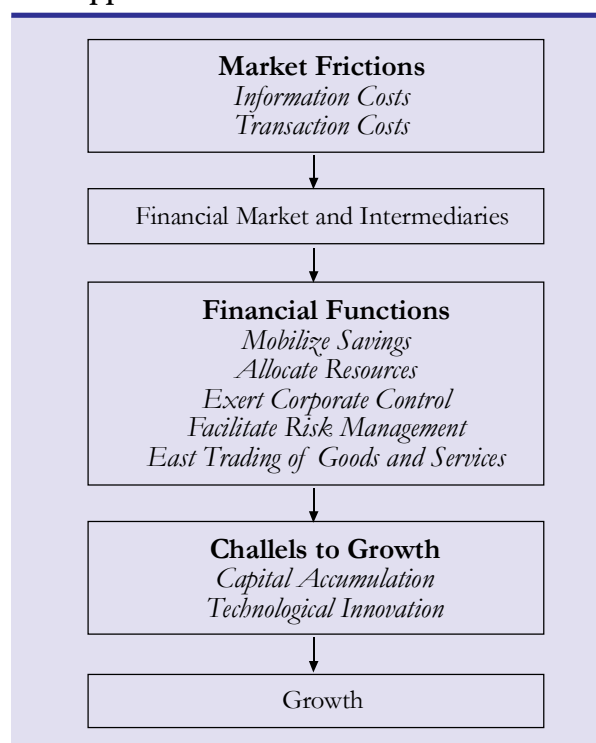 Market Frictions
Information Costs
Transaction Costs
Financial Market and Intermediaries
Financial Functions
Mobilize Savings
Allocate Resources
Exert Corporate Control
Facilitate Risk Management
East Trading of Goods and Services
Challels to Growth
Capital Accumulation
Technological Innovation
Growth